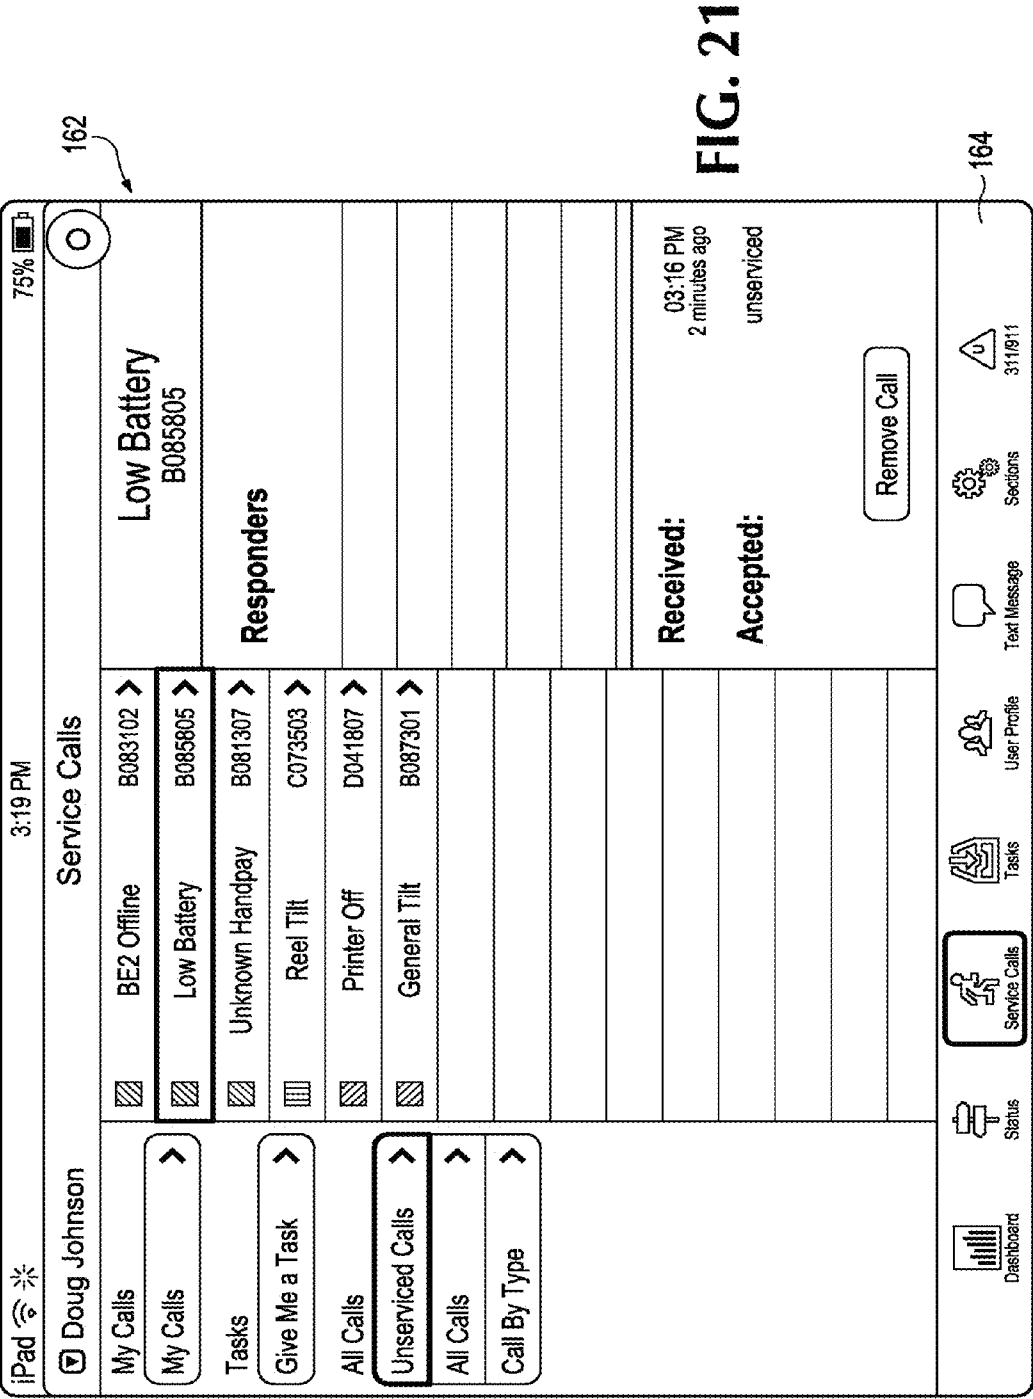 iPad 3:19 PM 75%
Doug Johnson Service Calls
162
My Calls
My Calls
Tasks
Give Me a Task
All Calls
Unserviced Calls
All Calls
Call By Type
BE2 Offline B083102
Low Battery B085805
Unknown Handpay B081307
Reel Tilt C073503
Printer Off D041807
General Tilt B087301
Low Battery
B085805
Responders
Received: 03:16 PM
2 minutes ago
Accepted: unserviced
Remove Call
Dashboard Status Service Calls Tasks User Profile Text Message Sections 311/911
164
FIG. 21